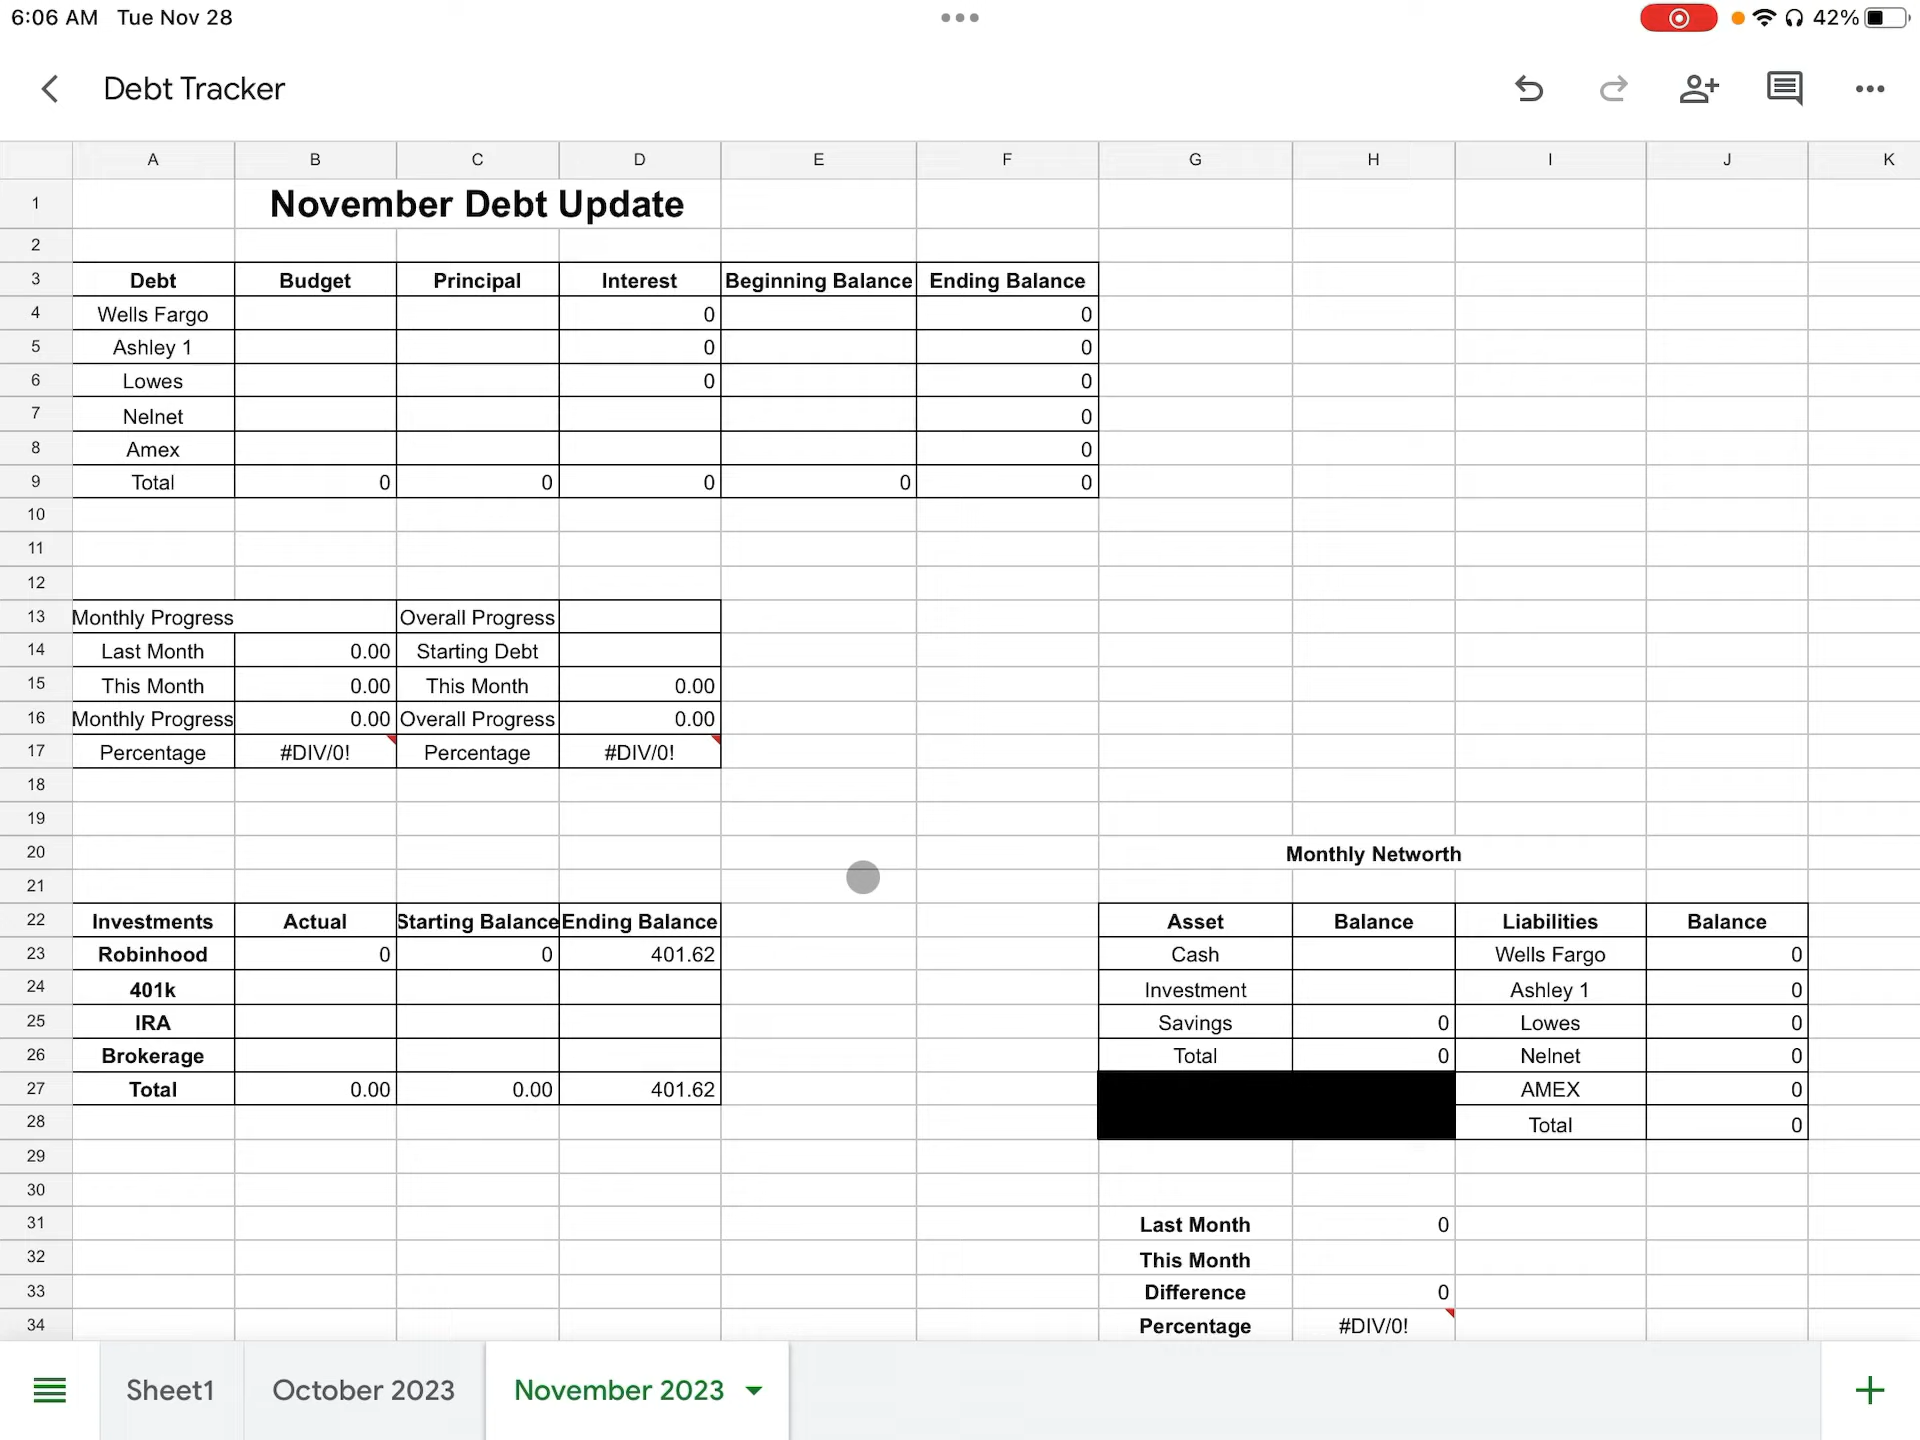 6:06 AM Tue Nov 28 42%
Debt Tracker
A B C D E F G H I J K
1 November Debt Update
2
3 Debt Budget Principal Interest Beginning Balance Ending Balance
4 Wells Fargo 0 0
5 Ashley 1 0 0
6 Lowes 0 0
7 Nelnet 0
8 Amex 0
9 Total 0 0 0 0 0
10
11
12
13 Monthly Progress Overall Progress
14 Last Month 0.00 Starting Debt
15 This Month 0.00 This Month 0.00
16 Monthly Progress 0.00 Overall Progress 0.00
17 Percentage #DIV/0! Percentage #DIV/0!
18
19
20 Monthly Networth
21
22 Investments Actual Starting Balance Ending Balance Asset Balance Liabilities Balance
23 Robinhood 0 0 401.62 Cash Wells Fargo 0
24 401k Investment Ashley 1 0
25 IRA Savings 0 Lowes 0
26 Brokerage Total 0 Nelnet 0
27 Total 0.00 0.00 401.62 AMEX 0
28 Total 0
29
30
31 Last Month 0
32 This Month
33 Difference 0
34 Percentage #DIV/0!
Sheet1 October 2023 November 2023